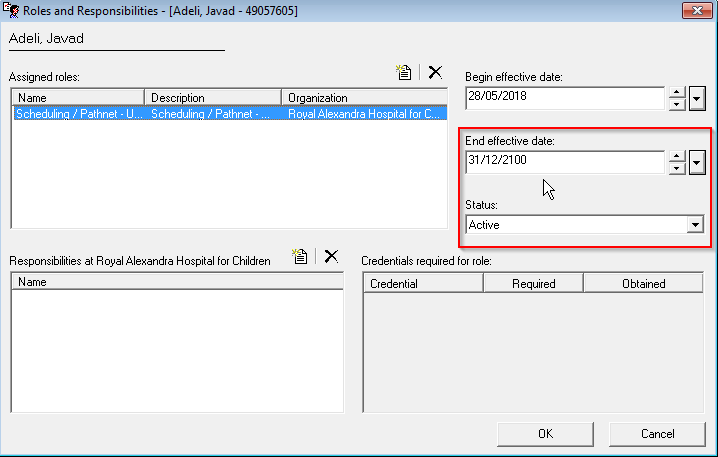 Roles and Responsibilities - [Adeli, Javad - 49057605]
Adeli, Javad
Assigned roles:
Name Description Organization
Scheduling / Pathnet - U... Scheduling / Pathnet - ... Royal Alexandra Hospital for C...
Begin effective date:
28/05/2018
End effective date:
31/12/2100
Status:
Active
Responsibilities at Royal Alexandra Hospital for Children
Name
Credentials required for role:
Credential Required Obtained
OK Cancel